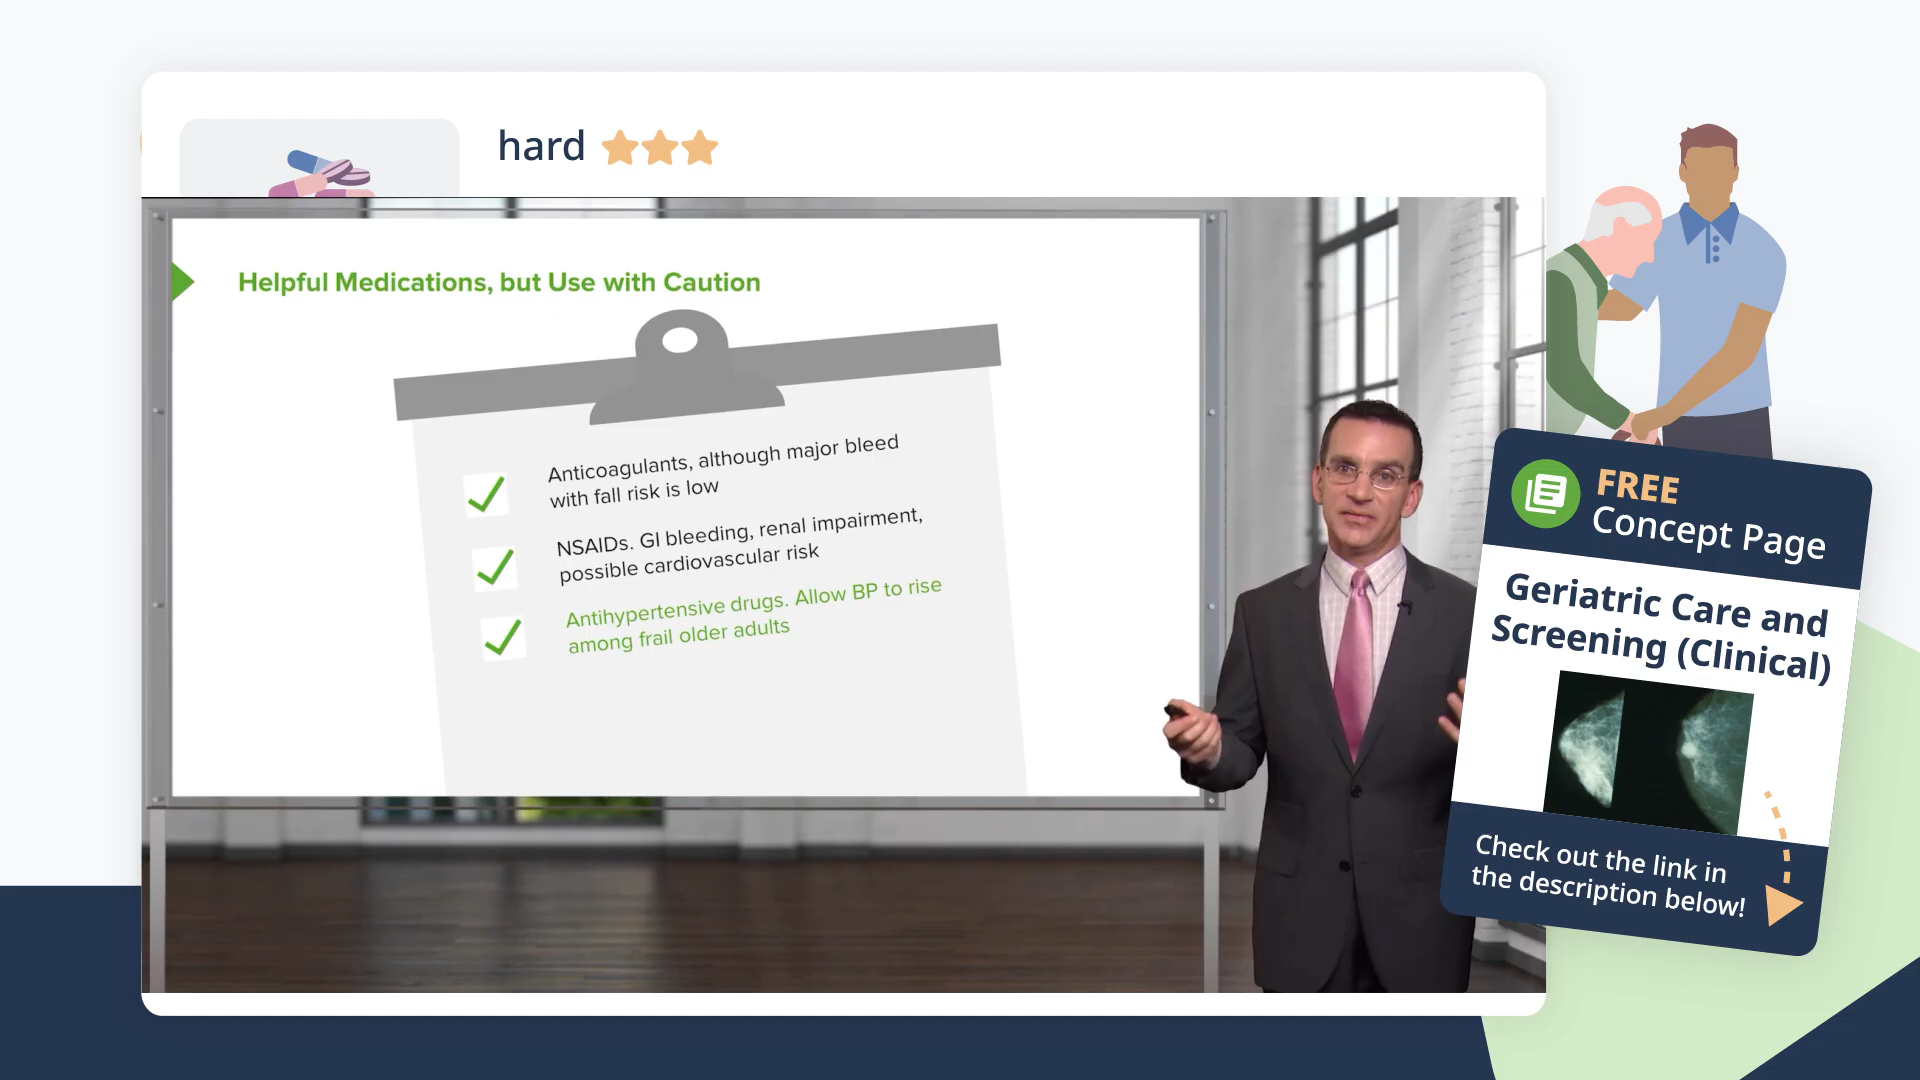 hard
Helpful Medications, but Use with Caution
Anticoagulants, although major bleed
with fall risk is low
NSAIDs. GI bleeding, renal impairment,
possible cardiovascular risk
Antihypertensive drugs. Allow BP to rise
among frail older adults
FREE
Concept Page
Geriatric Care and
Screening (Clinical)
Check out the link in
the description below!